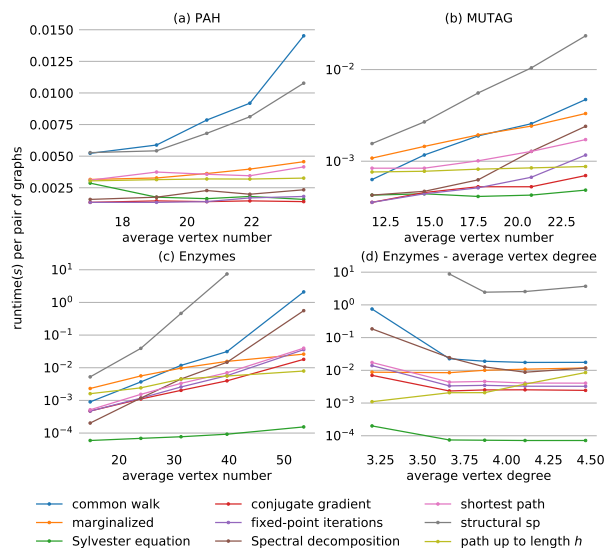 (a) PAH
(b) MUTAG
0.0150
0.0125
0.0100
0.0075
0.0050
0.0025
10⁻²
10⁻³
18 20 22
12.5 15.0 17.5 20.0 22.5
average vertex number
average vertex number
runtime(s) per pair of graphs
(c) Enzymes
(d) Enzymes - average vertex degree
10¹
10⁰
10⁻¹
10⁻²
10⁻³
10⁻⁴
10¹
10⁰
10⁻¹
10⁻²
10⁻³
10⁻⁴
20 30 40 50
3.25 3.50 3.75 4.00 4.25 4.50
average vertex number
average vertex degree
common walk
marginalized
Sylvester equation
conjugate gradient
fixed-point iterations
Spectral decomposition
shortest path
structural sp
path up to length h